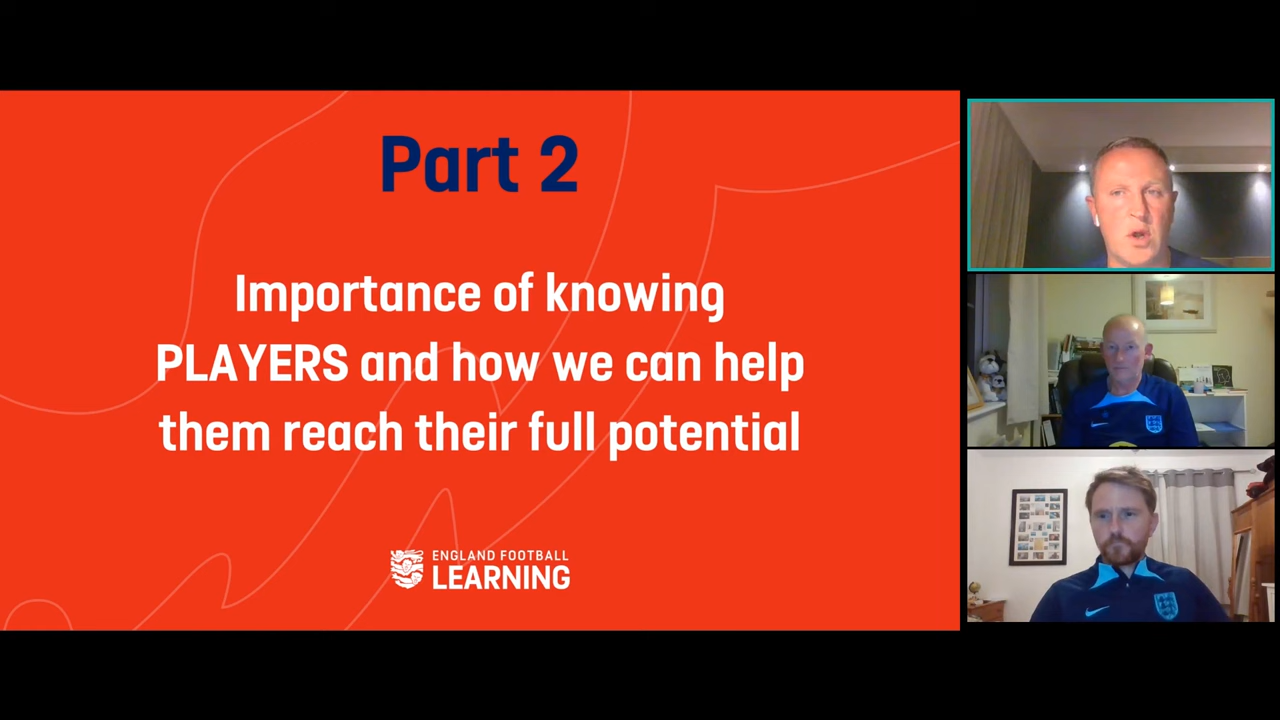 Part 2
Importance of knowing
PLAYERS and how we can help
them reach their full potential
ENGLAND FOOTBALL
LEARNING